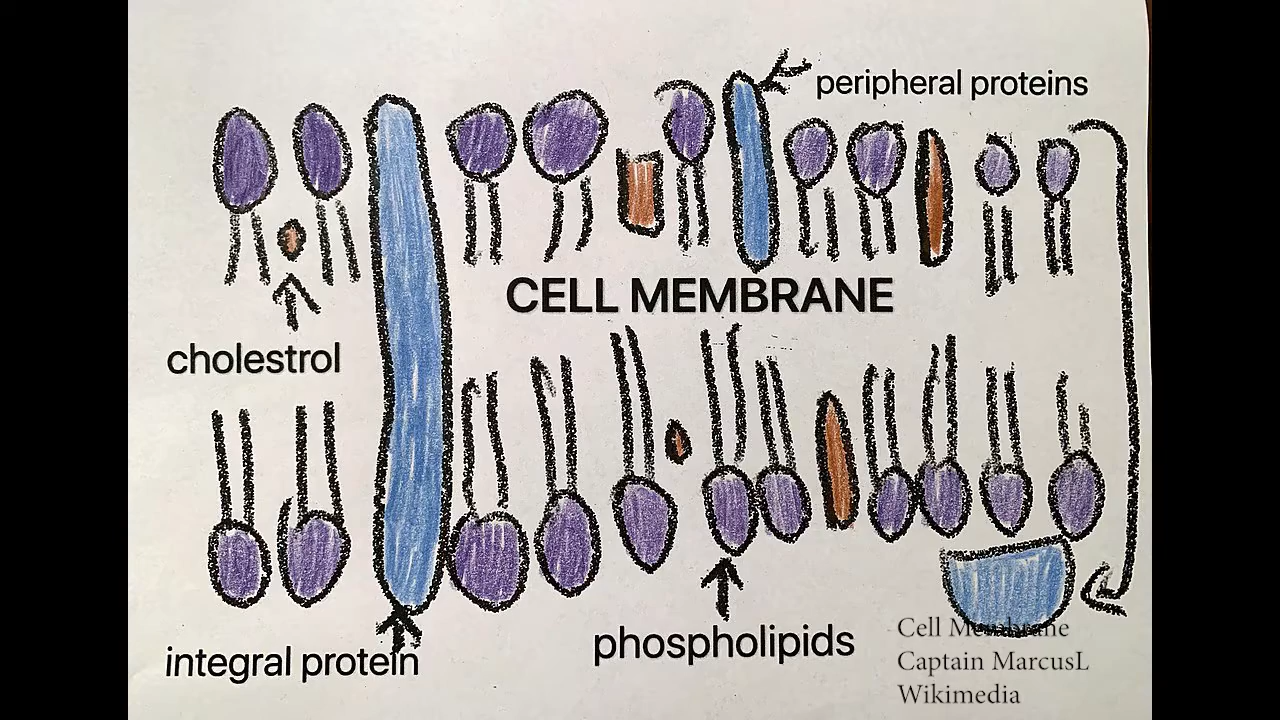 peripheral proteins
CELL MEMBRANE
cholestrol
phospholipids
integral protein
Cell Membrane
Captain MarcusL
Wikimedia